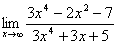 lim x→∞ (3x⁴ − 2x² − 7)/(3x⁴ + 3x + 5)